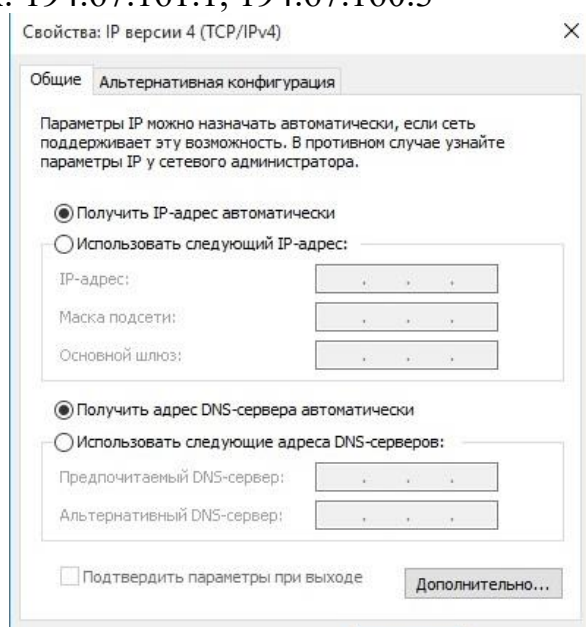 Свойства: IP версии 4 (TCP/IPv4)
Общие Альтернативная конфигурация
Параметры IP можно назначать автоматически, если сеть
поддерживает эту возможность. В противном случае узнайте
параметры IP у сетевого администратора.
Получить IP-адрес автоматически
Использовать следующий IP-адрес:
IP-адрес:
Маска подсети:
Основной шлюз:
Получить адрес DNS-сервера автоматически
Использовать следующие адреса DNS-серверов:
Предпочитаемый DNS-сервер:
Альтернативный DNS-сервер:
Подтвердить параметры при выходе
Дополнительно...